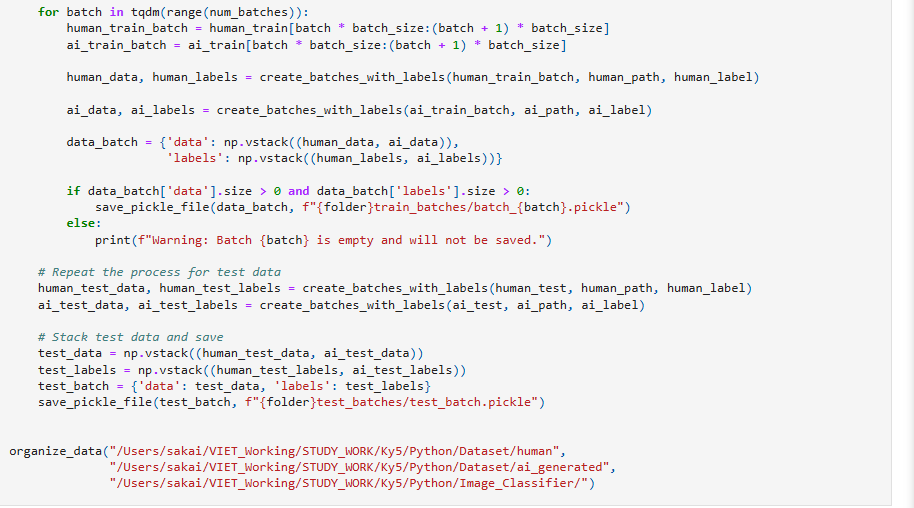 for batch in tqdm(range(num_batches)):
human_train_batch = human_train[batch * batch_size:(batch + 1) * batch_size]
ai_train_batch = ai_train[batch * batch_size:(batch + 1) * batch_size]
human_data, human_labels = create_batches_with_labels(human_train_batch, human_path, human_label)
ai_data, ai_labels = create_batches_with_labels(ai_train_batch, ai_path, ai_label)
data_batch = {'data': np.vstack((human_data, ai_data)),
'labels': np.vstack((human_labels, ai_labels))}
if data_batch['data'].size > 0 and data_batch['labels'].size > 0:
save_pickle_file(data_batch, f"{folder}train_batches/batch_{batch}.pickle")
else:
print(f"Warning: Batch {batch} is empty and will not be saved.")
# Repeat the process for test data
human_test_data, human_test_labels = create_batches_with_labels(human_test, human_path, human_label)
ai_test_data, ai_test_labels = create_batches_with_labels(ai_test, ai_path, ai_label)
# Stack test data and save
test_data = np.vstack((human_test_data, ai_test_data))
test_labels = np.vstack((human_test_labels, ai_test_labels))
test_batch = {'data': test_data, 'labels': test_labels}
save_pickle_file(test_batch, f"{folder}test_batches/test_batch.pickle")
organize_data("/Users/sakai/VIET_Working/STUDY_WORK/Ky5/Python/Dataset/human",
"/Users/sakai/VIET_Working/STUDY_WORK/Ky5/Python/Dataset/ai_generated",
"/Users/sakai/VIET_Working/STUDY_WORK/Ky5/Python/Image_Classifier/")